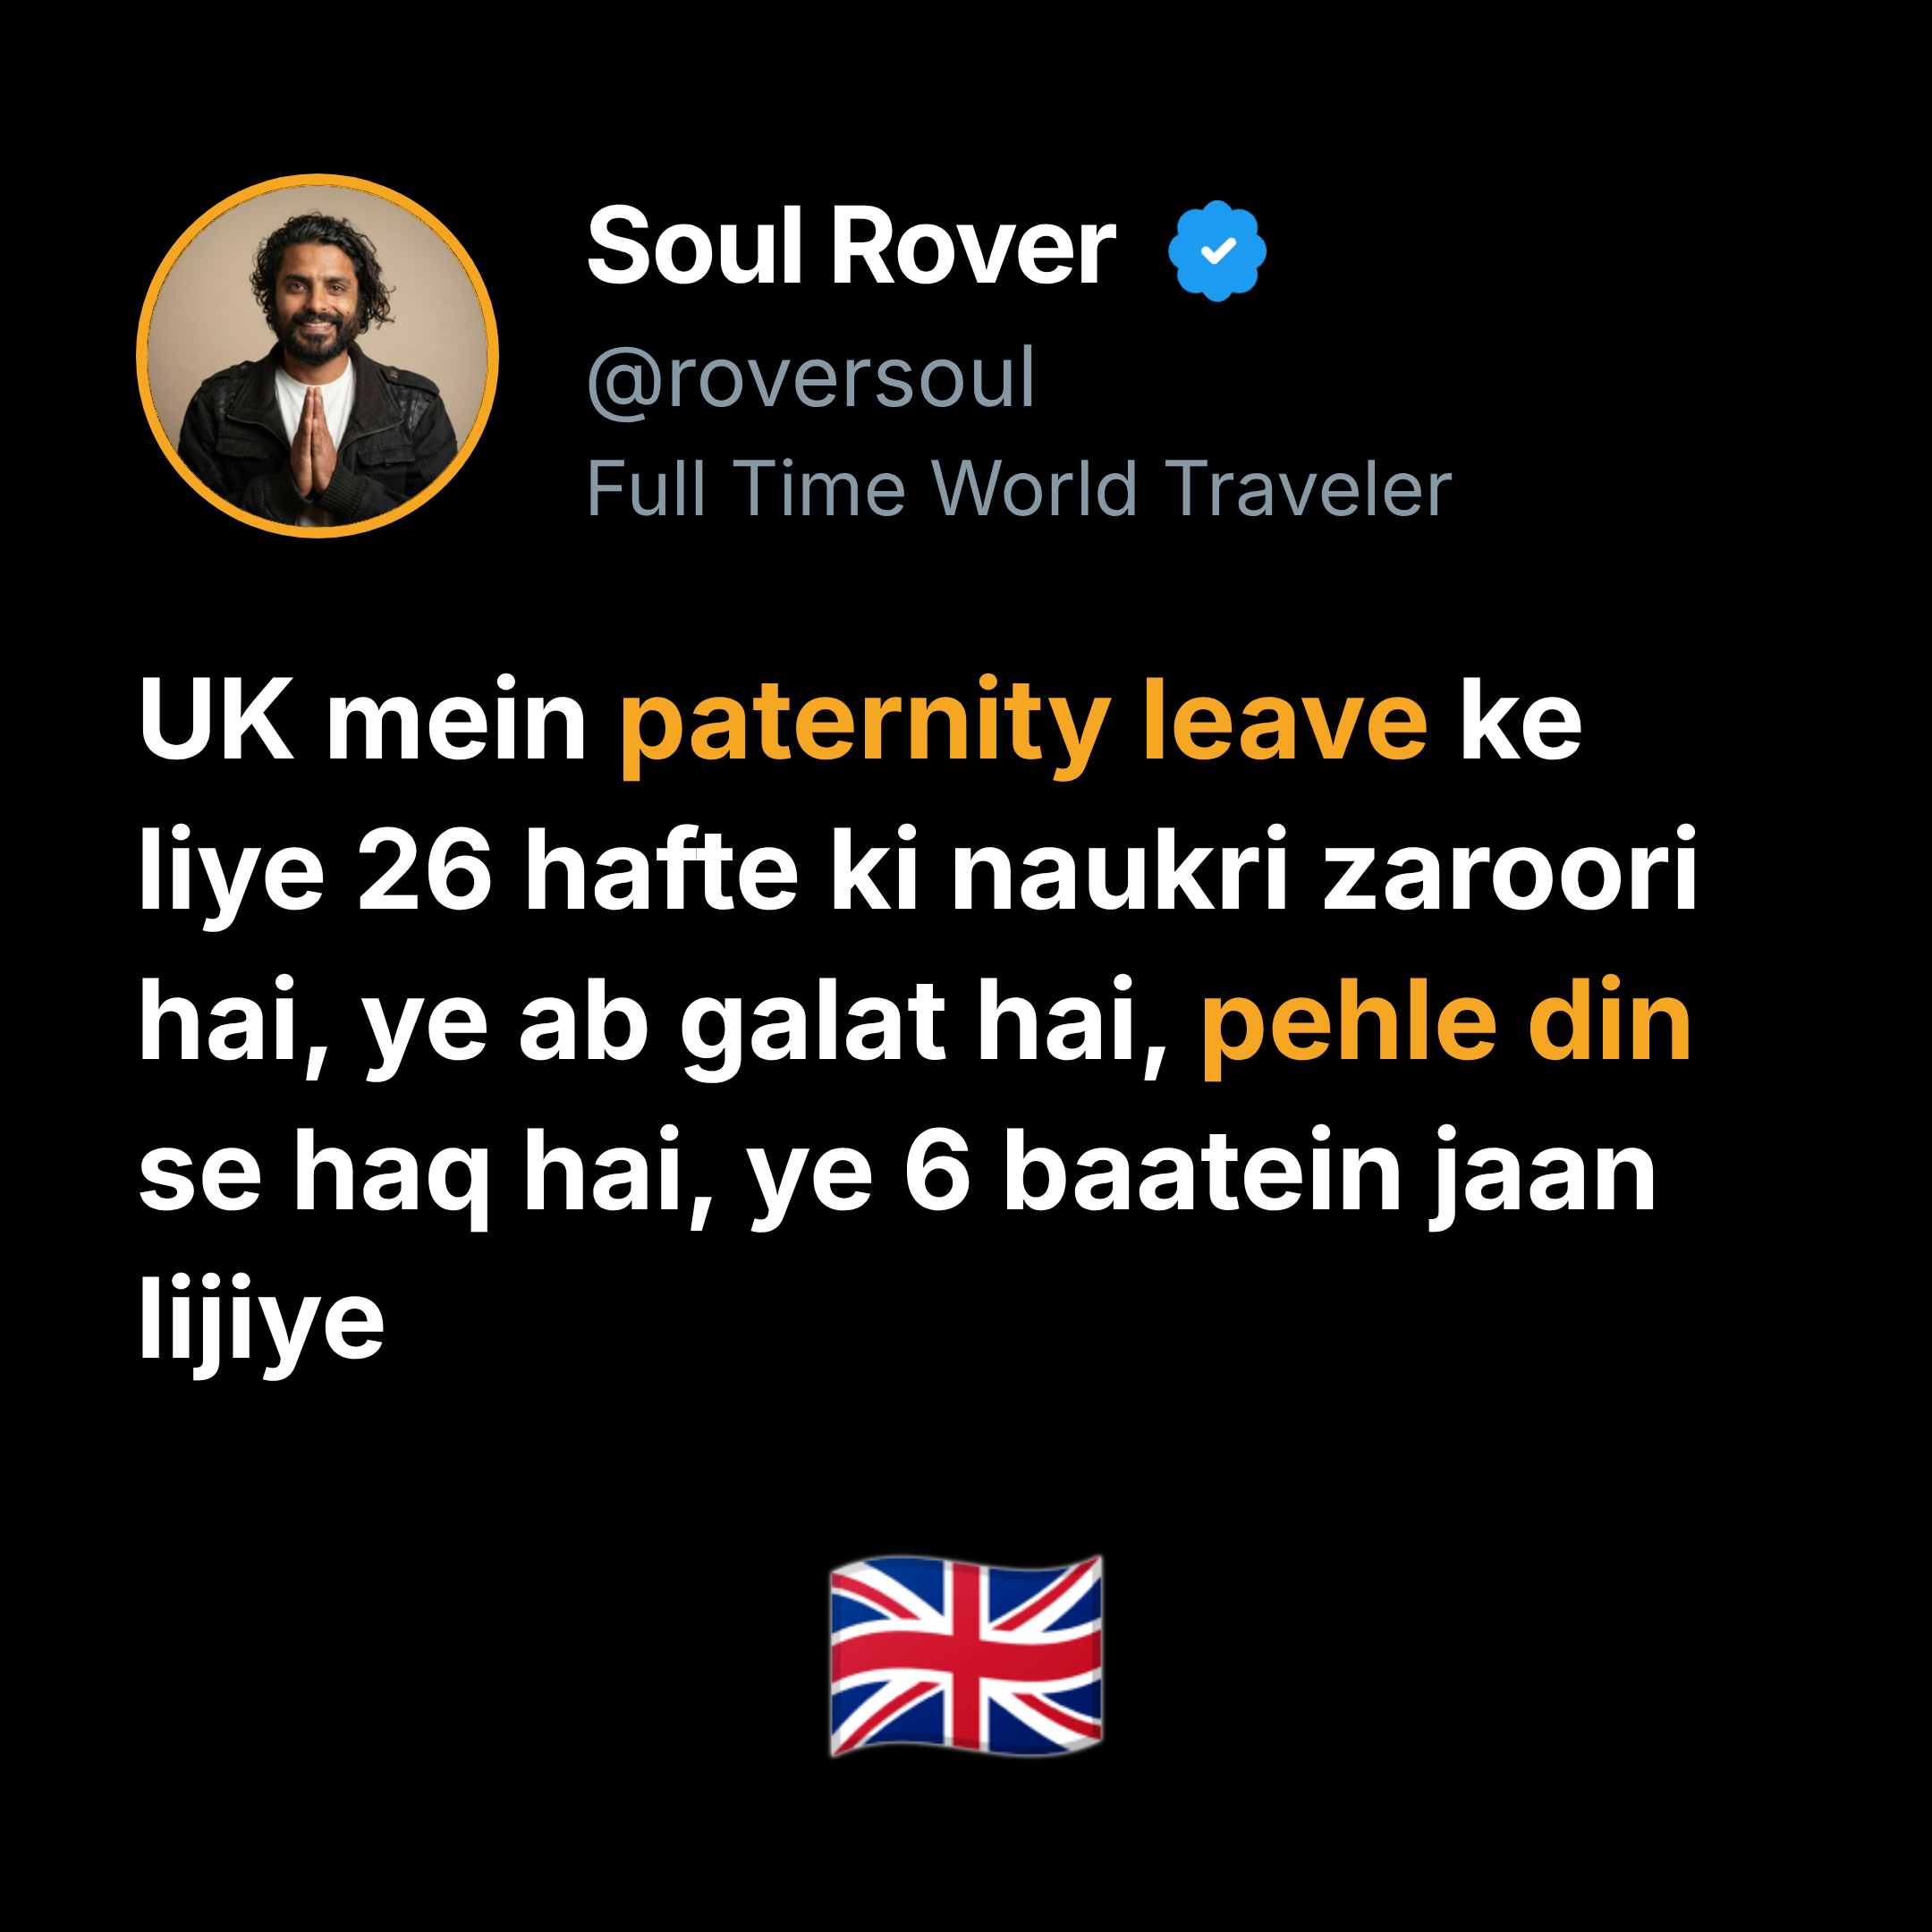 Soul Rover
@roversoul
Full Time World Traveler
UK mein paternity leave ke
liye 26 hafte ki naukri zaroori
hai, ye ab galat hai, pehle din
se haq hai, ye 6 baatein jaan
lijiye